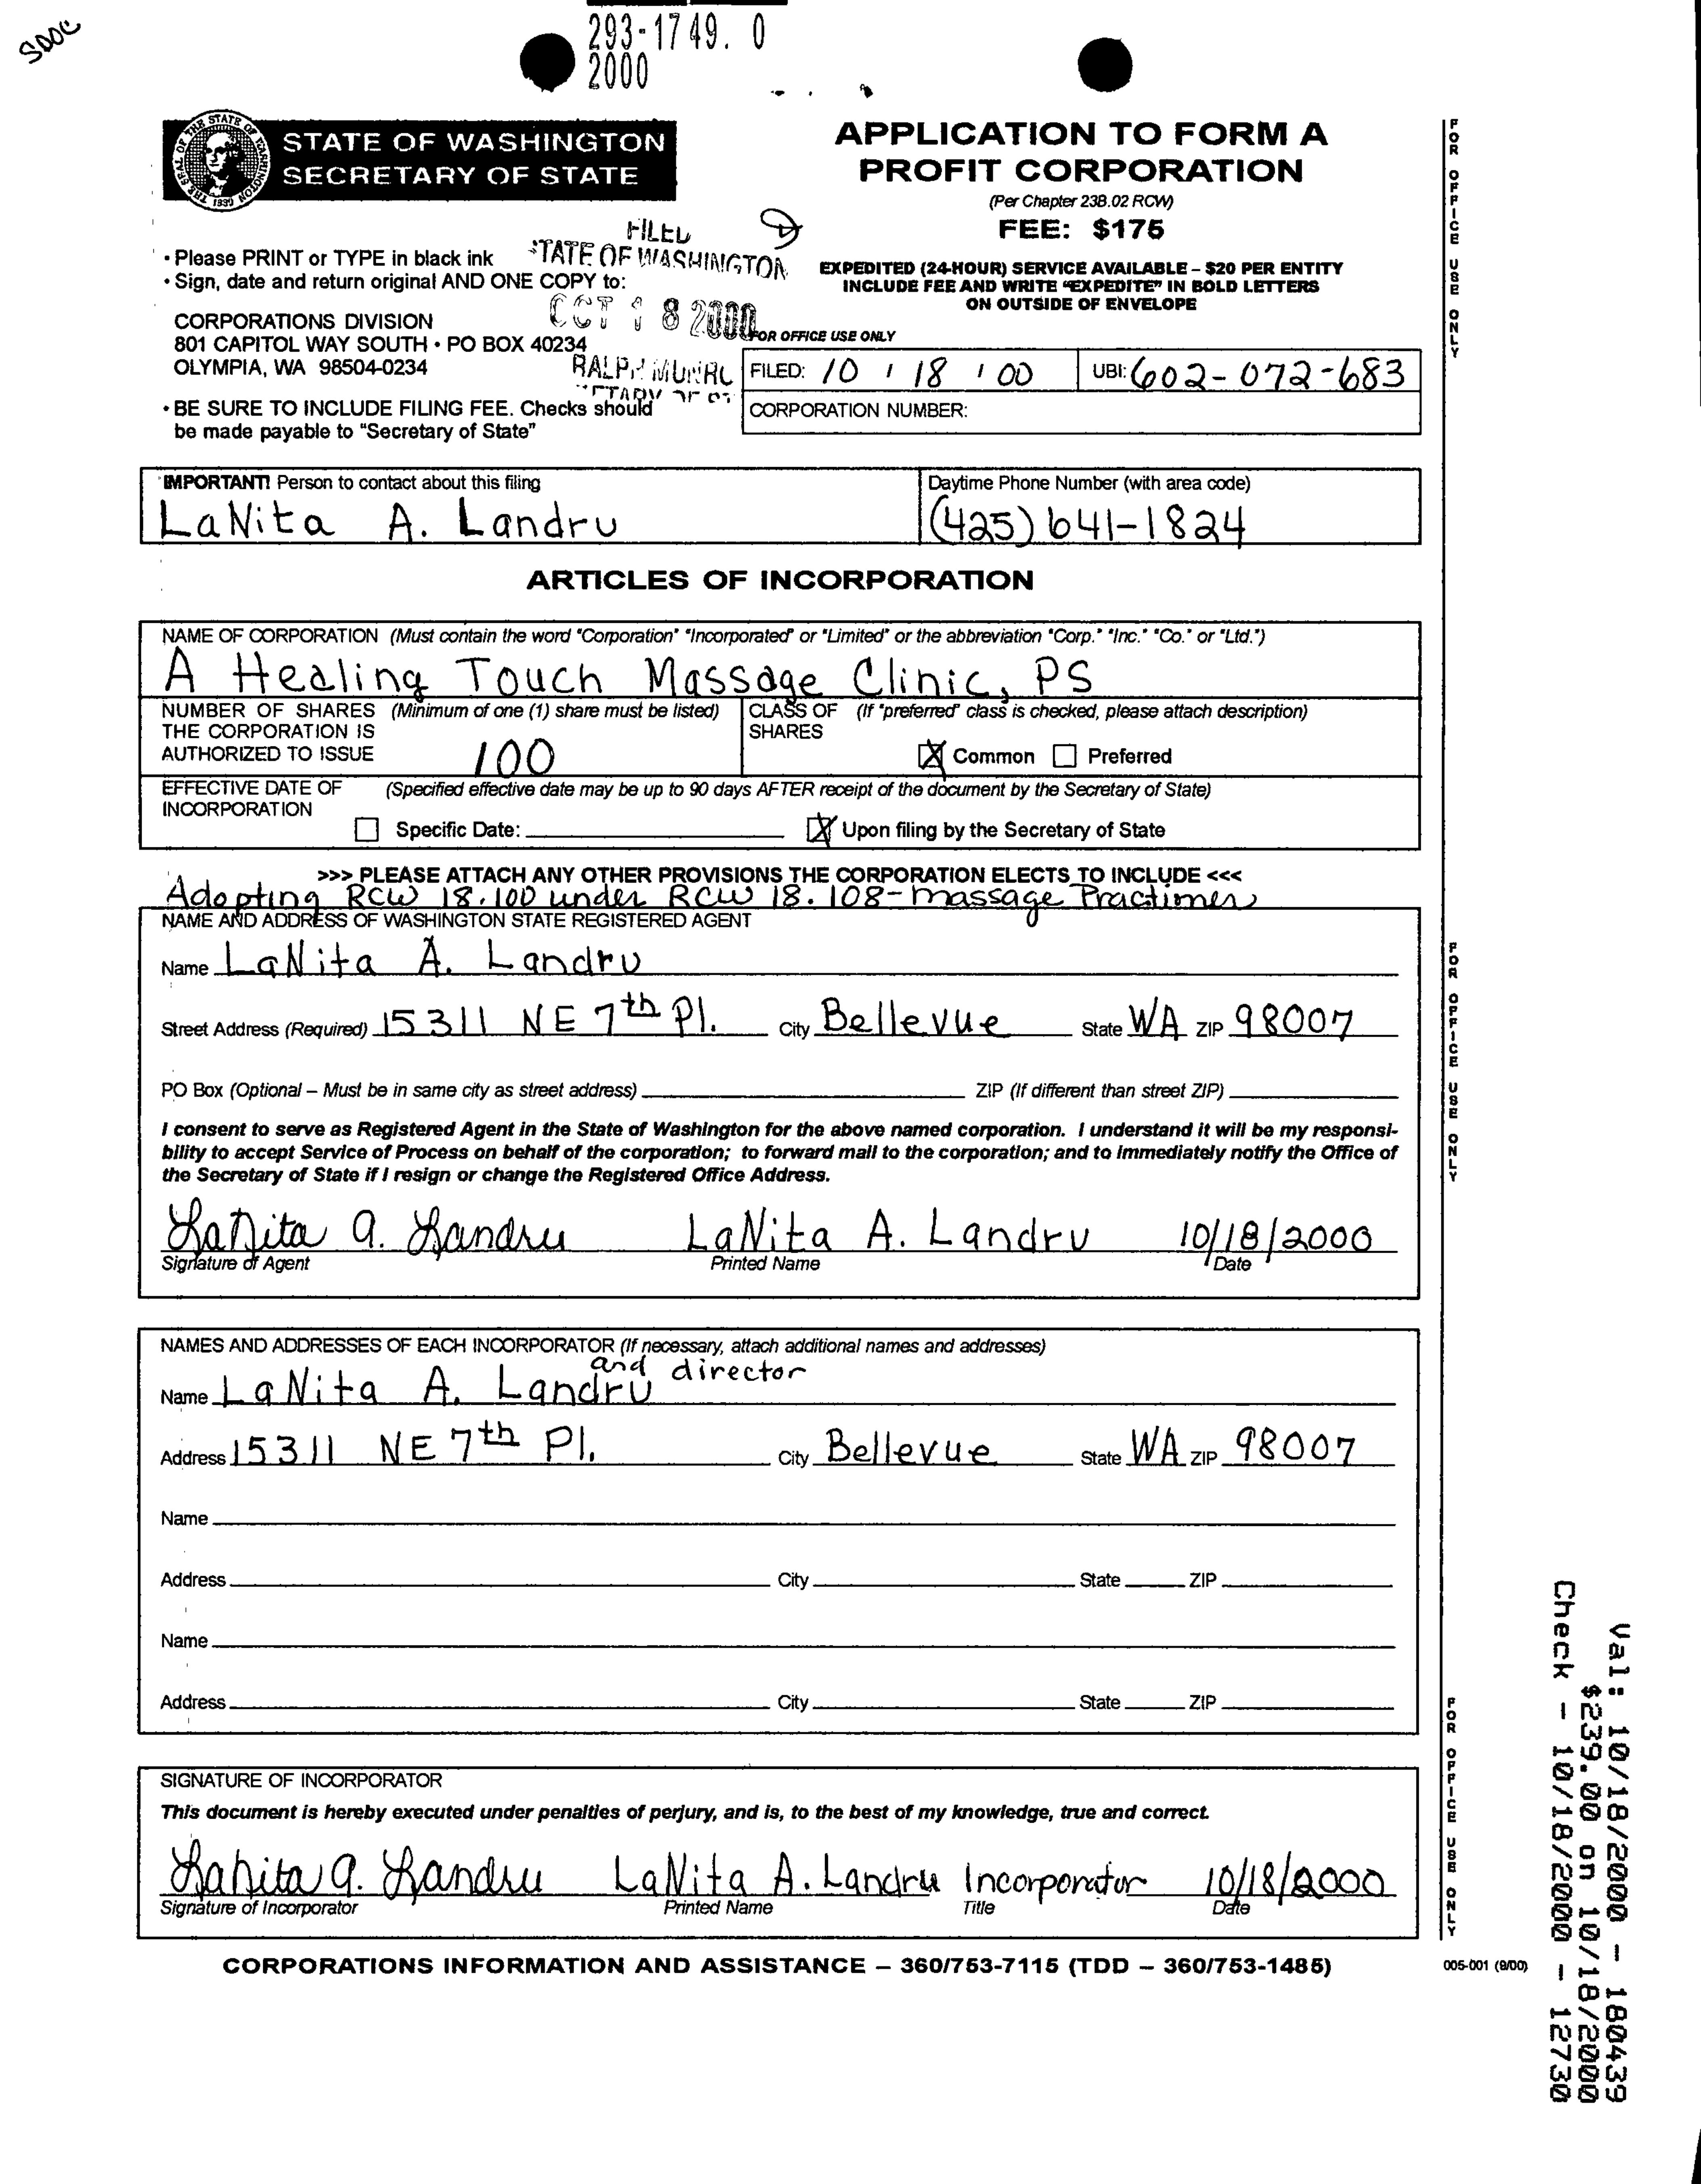 SDOC
293-1749. 0
2000
STATE OF WASHINGTON
SECRETARY OF STATE
THE SEAL OF THE STATE OF WASHINGTON
1889
APPLICATION TO FORM A
PROFIT CORPORATION
(Per Chapter 23B.02 RCW)
FEE: $175
• Please PRINT or TYPE in black ink
• Sign, date and return original AND ONE COPY to:
FILED
STATE OF WASHINGTON
OCT 18 2000
RALPH MUNRO
EXPEDITED (24-HOUR) SERVICE AVAILABLE – $20 PER ENTITY
INCLUDE FEE AND WRITE "EXPEDITE" IN BOLD LETTERS
ON OUTSIDE OF ENVELOPE
CORPORATIONS DIVISION
801 CAPITOL WAY SOUTH • PO BOX 40234
OLYMPIA, WA 98504-0234
• BE SURE TO INCLUDE FILING FEE. Checks should
be made payable to "Secretary of State"
FOR OFFICE USE ONLY
FILED: 10 / 18 / 00 UBI: 602-072-683
CORPORATION NUMBER:
IMPORTANT! Person to contact about this filing
LaNita A. Landru
Daytime Phone Number (with area code)
(425) 641-1824
ARTICLES OF INCORPORATION
NAME OF CORPORATION (Must contain the word "Corporation" "Incorporated" or "Limited" or the abbreviation "Corp." "Inc." "Co." or "Ltd.")
A Healing Touch Massage Clinic, PS
NUMBER OF SHARES (Minimum of one (1) share must be listed)
THE CORPORATION IS
AUTHORIZED TO ISSUE 100
CLASS OF (If "preferred" class is checked, please attach description)
SHARES
X Common Preferred
EFFECTIVE DATE OF (Specified effective date may be up to 90 days AFTER receipt of the document by the Secretary of State)
INCORPORATION
Specific Date: X Upon filing by the Secretary of State
>>> PLEASE ATTACH ANY OTHER PROVISIONS THE CORPORATION ELECTS TO INCLUDE <<<
Adopting RCW 18.100 under RCW 18.108-massage Practimer
NAME AND ADDRESS OF WASHINGTON STATE REGISTERED AGENT
Name LaNita A. Landru
Street Address (Required) 15311 NE 7th Pl. City Bellevue State WA ZIP 98007
PO Box (Optional – Must be in same city as street address) ZIP (If different than street ZIP)
I consent to serve as Registered Agent in the State of Washington for the above named corporation. I understand it will be my responsi-
bility to accept Service of Process on behalf of the corporation; to forward mail to the corporation; and to immediately notify the Office of
the Secretary of State if I resign or change the Registered Office Address.
LaNita A. Landru LaNita A. Landru 10/18/2000
Signature of Agent Printed Name Date
NAMES AND ADDRESSES OF EACH INCORPORATOR (If necessary, attach additional names and addresses)
Name LaNita A. Landru and director
Address 15311 NE 7th Pl. City Bellevue State WA ZIP 98007
Name
Address City State ZIP
Name
Address City State ZIP
SIGNATURE OF INCORPORATOR
This document is hereby executed under penalties of perjury, and is, to the best of my knowledge, true and correct.
LaNita A. Landru LaNita A. Landru Incorporator 10/18/2000
Signature of Incorporator Printed Name Title Date
CORPORATIONS INFORMATION AND ASSISTANCE – 360/753-7115 (TDD – 360/753-1485)
005-001 (9/00)
FOR OFFICE USE ONLY
FOR OFFICE USE ONLY
FOR OFFICE USE ONLY
Val: 10/18/2000 - 180439
$239.00 on 10/18/2000
Check - 10/18/2000 - 12730